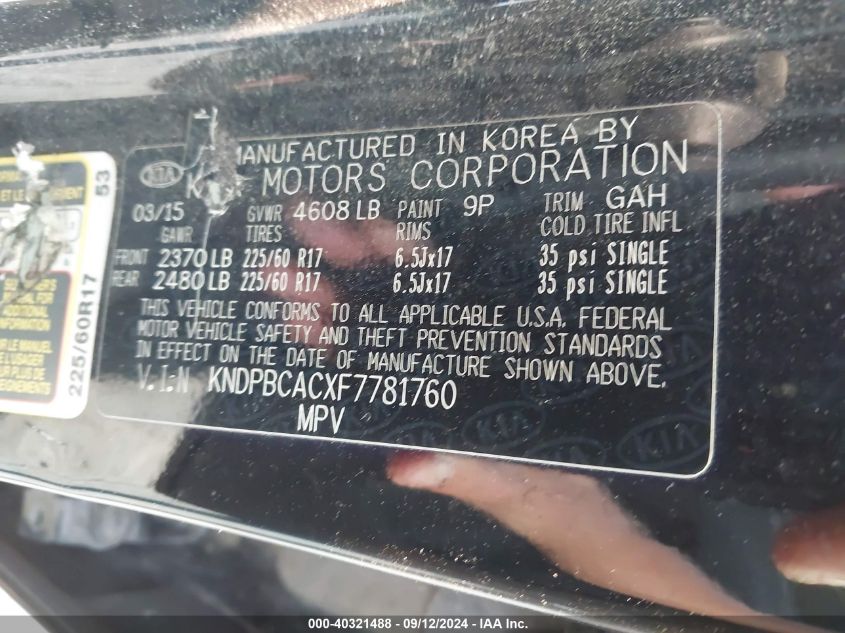 KIA
MANUFACTURED IN KOREA BY
MOTORS CORPORATION
03/15 GVWR 4608 LB PAINT 9P TRIM GAH
GAWR TIRES RIMS COLD TIRE INFL
FRONT 2370 LB 225/60 R17 6.5Jx17 35 psi SINGLE
REAR 2480 LB 225/60 R17 6.5Jx17 35 psi SINGLE
THIS VEHICLE CONFORMS TO ALL APPLICABLE U.S.A. FEDERAL
MOTOR VEHICLE SAFETY AND THEFT PREVENTION STANDARDS
IN EFFECT ON THE DATE OF MANUFACTURE SHOWN ABOVE.
V.I.N KNDPBCACXF7781760
MPV
KIA
53
225/60R17
ADDITIONAL
INFORMATION
000-40321488 - 09/12/2024 - IAA Inc.